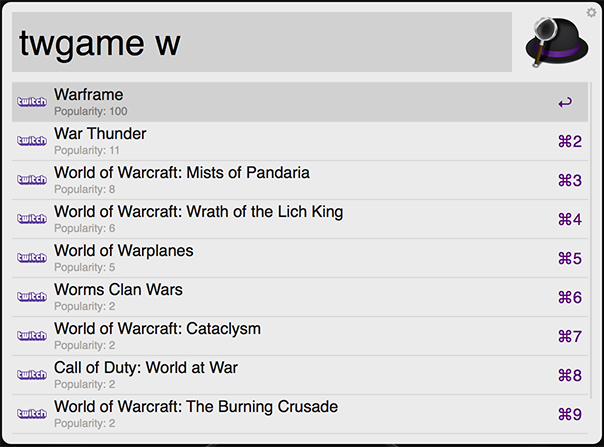 twgame w
twitch Warframe
Popularity: 100 ↩
twitch War Thunder
Popularity: 11 ⌘2
twitch World of Warcraft: Mists of Pandaria
Popularity: 8 ⌘3
twitch World of Warcraft: Wrath of the Lich King
Popularity: 6 ⌘4
twitch World of Warplanes
Popularity: 5 ⌘5
twitch Worms Clan Wars
Popularity: 2 ⌘6
twitch World of Warcraft: Cataclysm
Popularity: 2 ⌘7
twitch Call of Duty: World at War
Popularity: 2 ⌘8
twitch World of Warcraft: The Burning Crusade
Popularity: 2 ⌘9